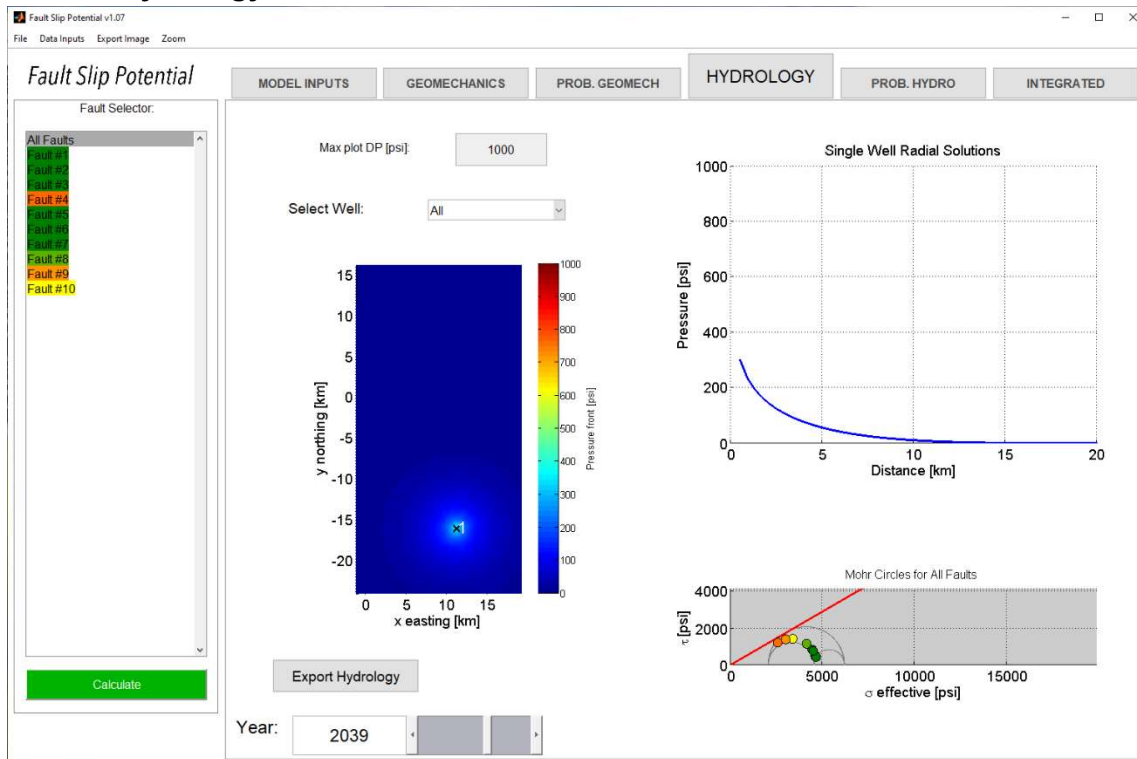 Fault Slip Potential v1.07
File Data Inputs Export Image Zoom
Fault Slip Potential
MODEL INPUTS GEOMECHANICS PROB. GEOMECH HYDROLOGY PROB. HYDRO INTEGRATED
Fault Selector:
All Faults
Fault #1
Fault #2
Fault #3
Fault #4
Fault #5
Fault #6
Fault #7
Fault #8
Fault #9
Fault #10
Calculate
Max plot DP [psi]: 1000
Select Well: All
15
10
5
0
-5
-10
-15
-20
y northing [km]
1
0 5 10 15
x easting [km]
1000
900
800
700
600
500
400
300
200
100
0
Pressure front [psi]
Export Hydrology
Year: 2039
Single Well Radial Solutions
1000
800
600
400
200
0
Pressure [psi]
0 5 10 15 20
Distance [km]
Mohr Circles for All Faults
4000
2000
0
τ [psi]
0 5000 10000 15000
σ effective [psi]